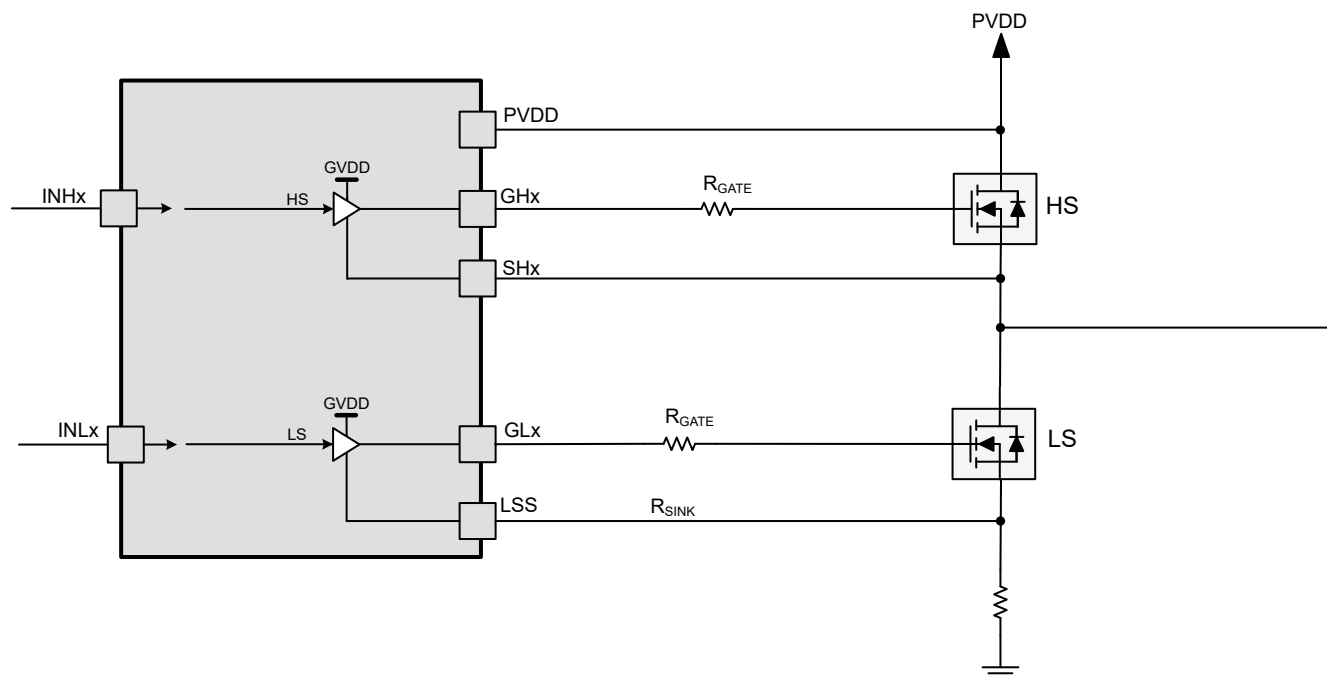 PVDD
PVDD
GVDD
INHx
HS
GHx
RGATE
HS
SHx
GVDD
INLx
LS
GLx
RGATE
LS
LSS
RSINK